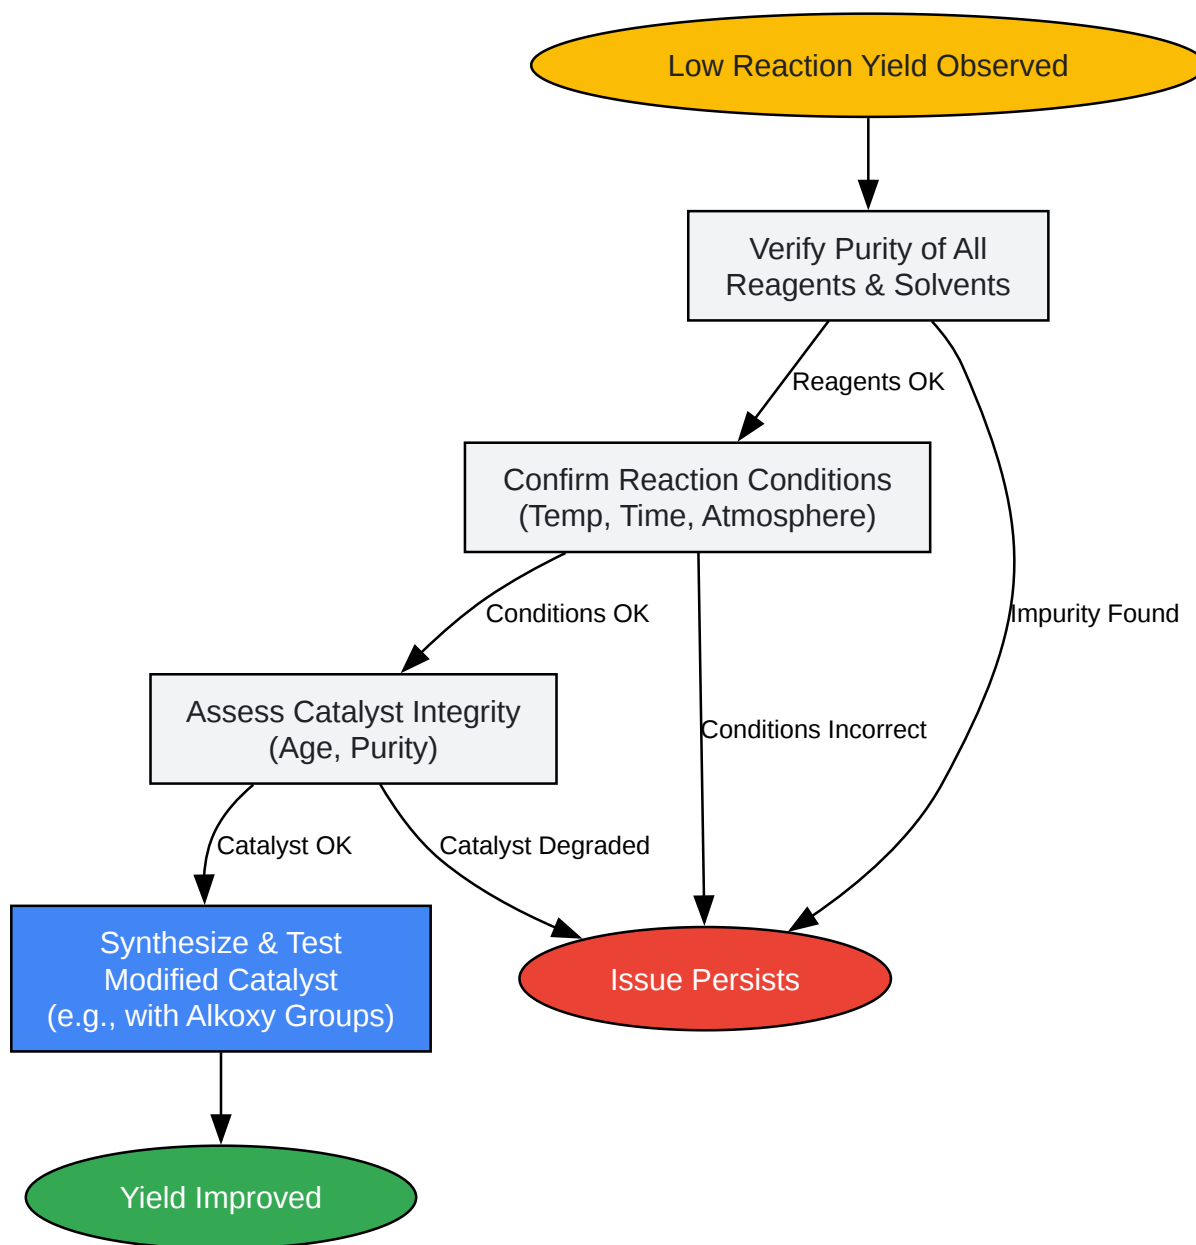 Low Reaction Yield Observed
Verify Purity of All
Reagents & Solvents
Reagents OK
Confirm Reaction Conditions
(Temp, Time, Atmosphere)
Conditions OK
Impurity Found
Assess Catalyst Integrity
(Age, Purity)
Conditions Incorrect
Catalyst OK
Catalyst Degraded
Synthesize & Test
Modified Catalyst
(e.g., with Alkoxy Groups)
Issue Persists
Yield Improved